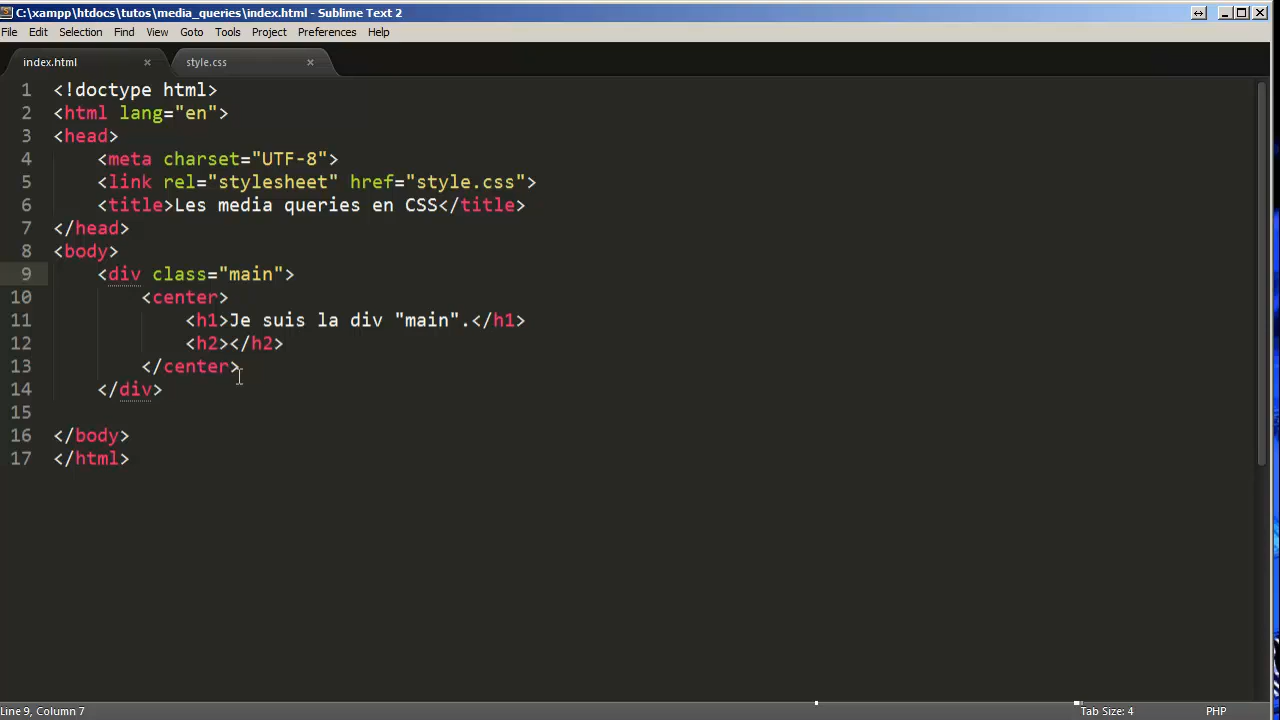 C:\xampp\htdocs\tutos\media_queries\index.html - Sublime Text 2
File Edit Selection Find View Goto Tools Project Preferences Help
index.html × style.css ×
1 <!doctype html>
2 <html lang="en">
3 <head>
4 <meta charset="UTF-8">
5 <link rel="stylesheet" href="style.css">
6 <title>Les media queries en CSS</title>
7 </head>
8 <body>
9 <div class="main">
10 <center>
11 <h1>Je suis la div "main".</h1>
12 <h2></h2>
13 </center>
14 </div>
15
16 </body>
17 </html>
Line 9, Column 7 Tab Size: 4 PHP